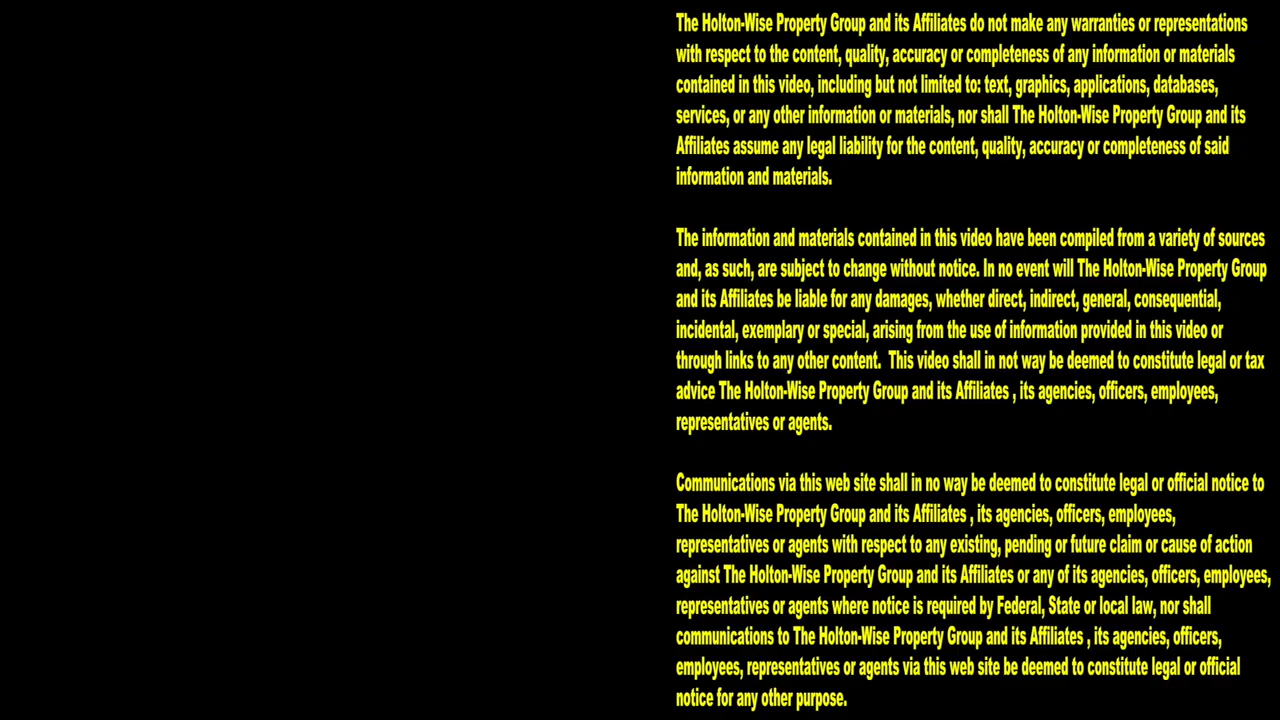 The Holton-Wise Property Group and its Affiliates do not make any warranties or representations
with respect to the content, quality, accuracy or completeness of any information or materials
contained in this video, including but not limited to: text, graphics, applications, databases,
services, or any other information or materials, nor shall The Holton-Wise Property Group and its
Affiliates assume any legal liability for the content, quality, accuracy or completeness of said
information and materials.
The information and materials contained in this video have been compiled from a variety of sources
and, as such, are subject to change without notice. In no event will The Holton-Wise Property Group
and its Affiliates be liable for any damages, whether direct, indirect, general, consequential,
incidental, exemplary or special, arising from the use of information provided in this video or
through links to any other content.  This video shall in not way be deemed to constitute legal or tax
advice The Holton-Wise Property Group and its Affiliates , its agencies, officers, employees,
representatives or agents.
Communications via this web site shall in no way be deemed to constitute legal or official notice to
The Holton-Wise Property Group and its Affiliates , its agencies, officers, employees,
representatives or agents with respect to any existing, pending or future claim or cause of action
against The Holton-Wise Property Group and its Affiliates or any of its agencies, officers, employees,
representatives or agents where notice is required by Federal, State or local law, nor shall
communications to The Holton-Wise Property Group and its Affiliates , its agencies, officers,
employees, representatives or agents via this web site be deemed to constitute legal or official
notice for any other purpose.